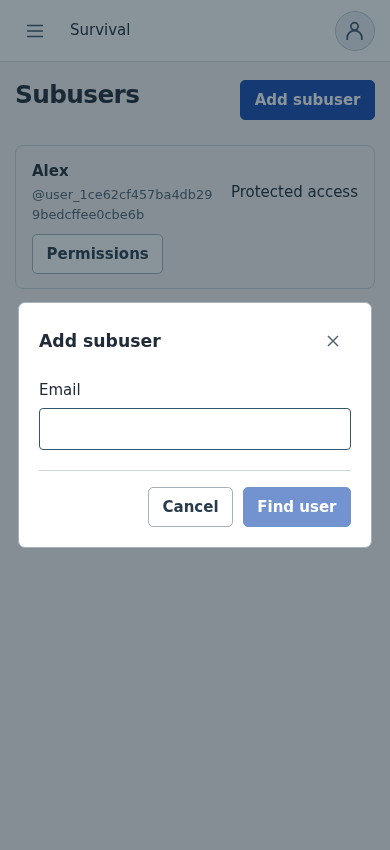 Survival
Subusers
Add subuser
Alex
@user_1ce62cf457ba4db29
9bedcffee0cbe6b
Protected access
Permissions
Add subuser
Email
Cancel
Find user